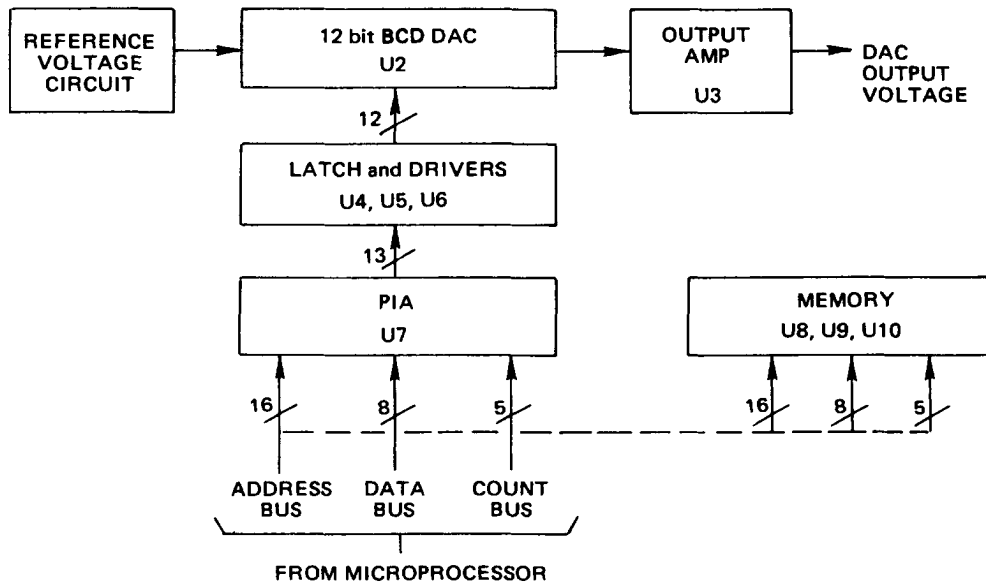 REFERENCE
VOLTAGE
CIRCUIT
12 bit BCD DAC
U2
OUTPUT
AMP
U3
DAC
OUTPUT
VOLTAGE
12
LATCH and DRIVERS
U4, U5, U6
13
PIA
U7
MEMORY
U8, U9, U10
16
8
5
16
8
5
ADDRESS
BUS
DATA
BUS
COUNT
BUS
FROM MICROPROCESSOR